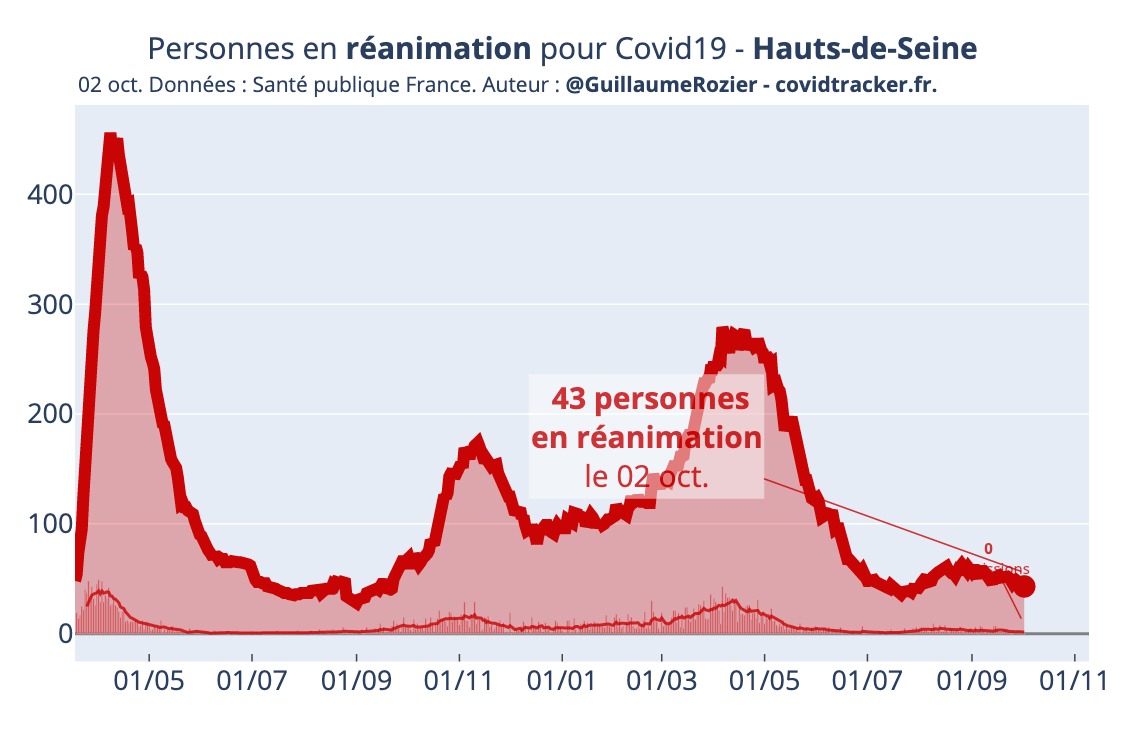 Personnes en réanimation pour Covid19 - Hauts-de-Seine
02 oct. Données : Santé publique France. Auteur : @GuillaumeRozier - covidtracker.fr.
400
300
200
100
0
43 personnes
en réanimation
le 02 oct.
0
01/05 01/07 01/09 01/11 01/01 01/03 01/05 01/07 01/09 01/11